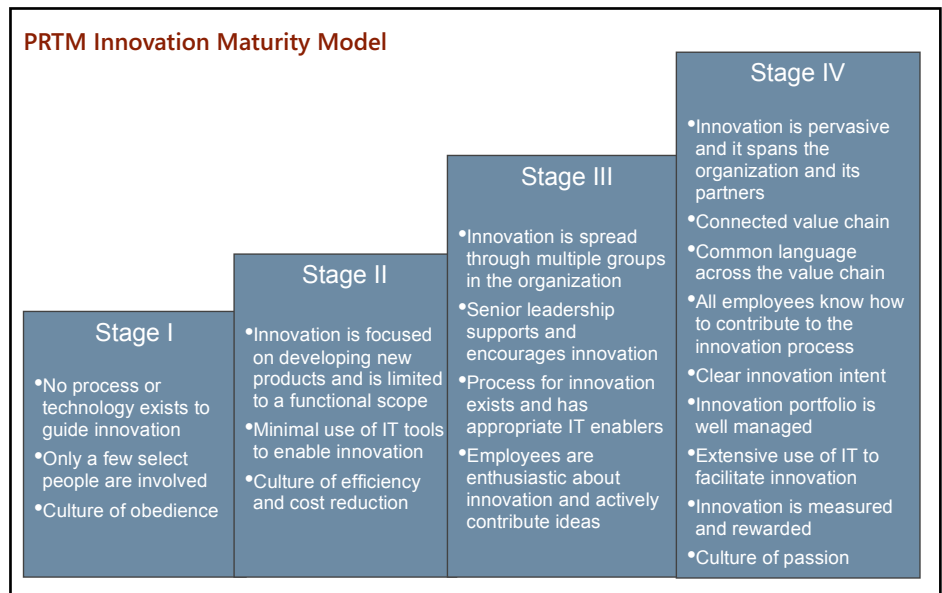 PRTM Innovation Maturity Model
Stage I
•No process or
technology exists to
guide innovation
•Only a few select
people are involved
•Culture of obedience
Stage II
•Innovation is focused
on developing new
products and is limited
to a functional scope
•Minimal use of IT tools
to enable innovation
•Culture of efficiency
and cost reduction
Stage III
•Innovation is spread
through multiple groups
in the organization
•Senior leadership
supports and
encourages innovation
•Process for innovation
exists and has
appropriate IT enablers
•Employees are
enthusiastic about
innovation and actively
contribute ideas
Stage IV
•Innovation is pervasive
and it spans the
organization and its
partners
•Connected value chain
•Common language
across the value chain
•All employees know how
to contribute to the
innovation process
•Clear innovation intent
•Innovation portfolio is
well managed
•Extensive use of IT to
facilitate innovation
•Innovation is measured
and rewarded
•Culture of passion